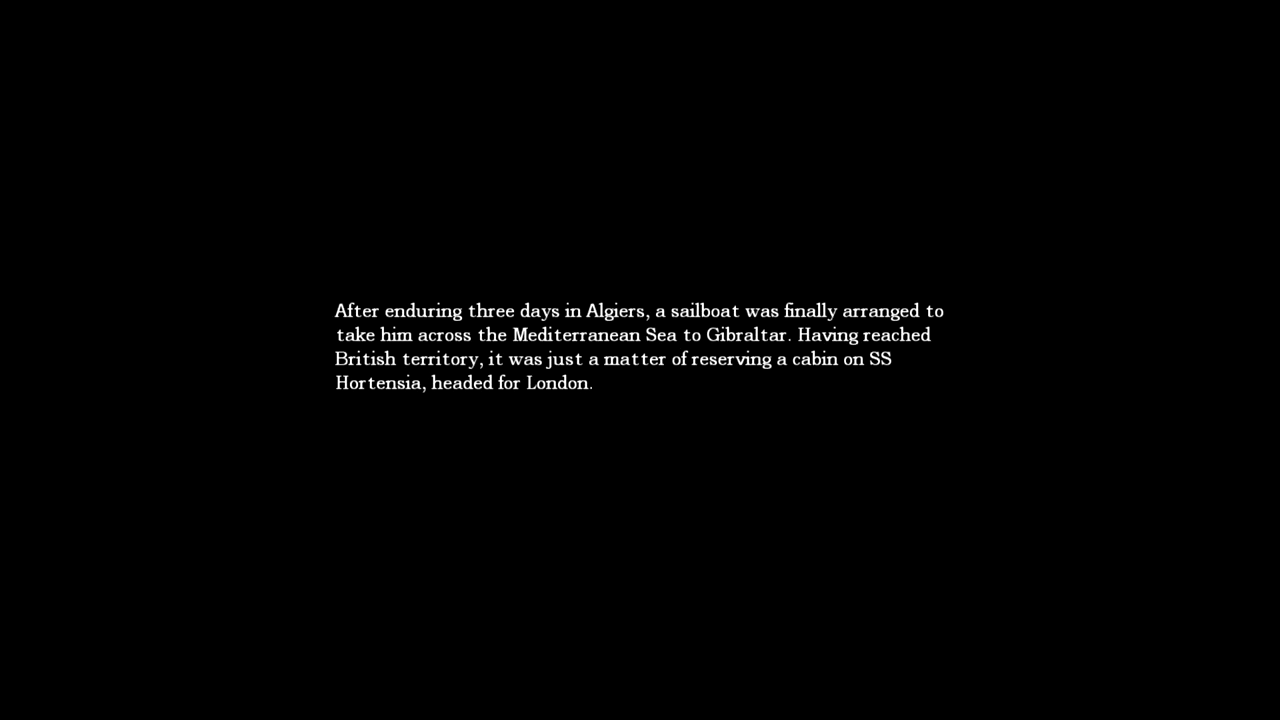 After enduring three days in Algiers, a sailboat was finally arranged to
take him across the Mediterranean Sea to Gibraltar. Having reached
British territory, it was just a matter of reserving a cabin on SS
Hortensia, headed for London.